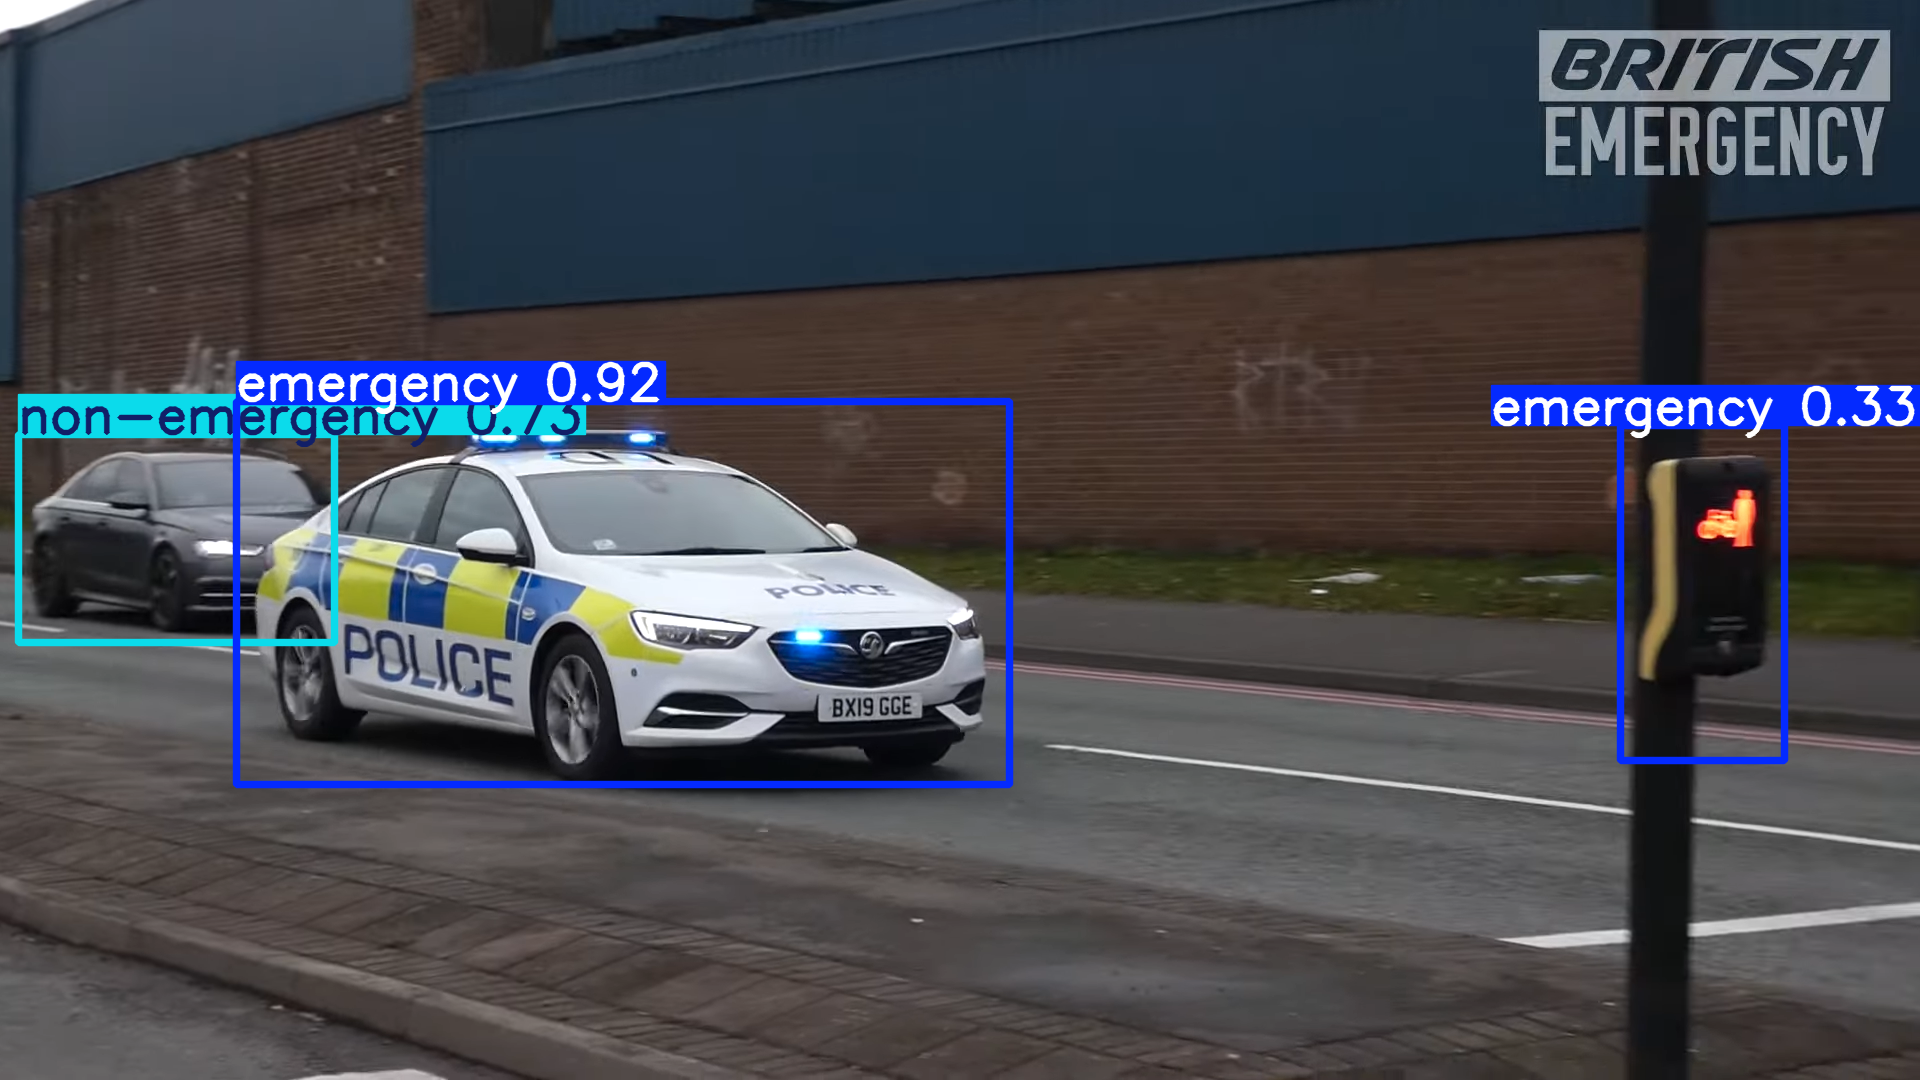 BRITISH
EMERGENCY
emergency 0.92
non-emergency 0.73
emergency 0.33
POLICE
POLICE
BX19 GGE